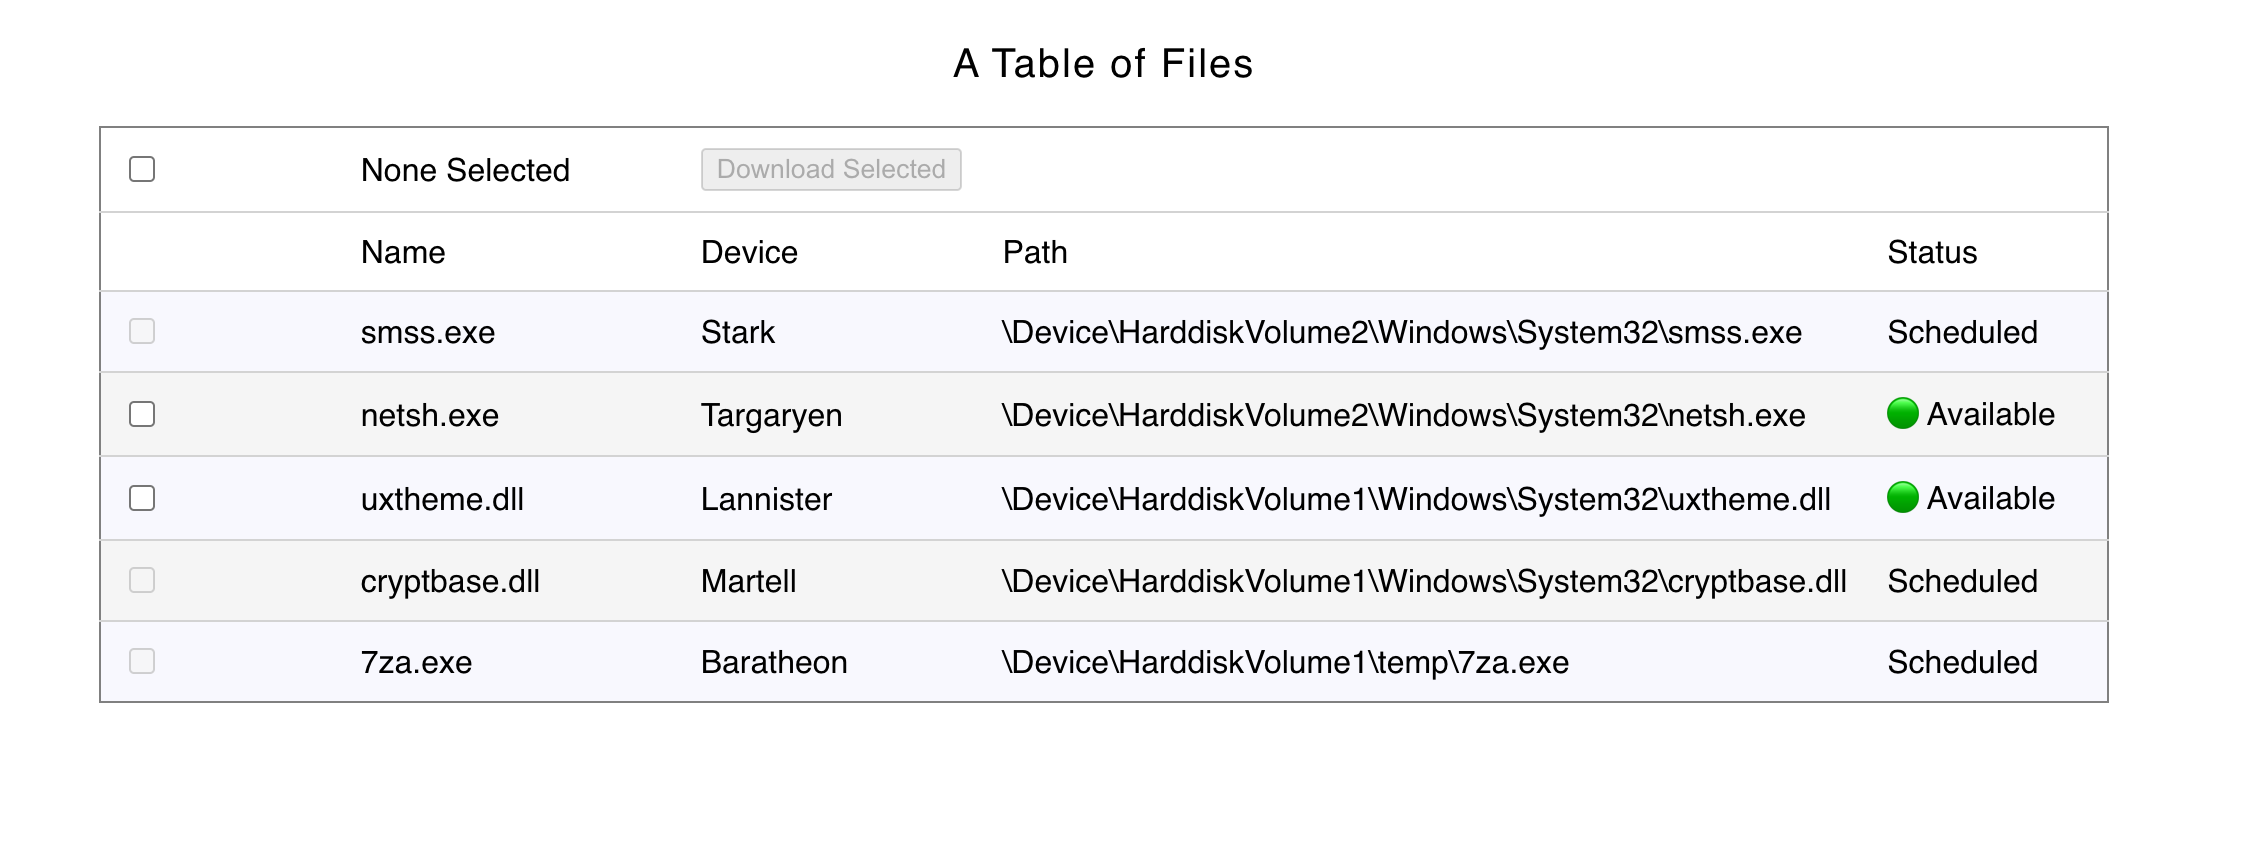 A Table of Files
None Selected Download Selected
Name Device Path Status
smss.exe Stark \Device\HarddiskVolume2\Windows\System32\smss.exe Scheduled
netsh.exe Targaryen \Device\HarddiskVolume2\Windows\System32\netsh.exe Available
uxtheme.dll Lannister \Device\HarddiskVolume1\Windows\System32\uxtheme.dll Available
cryptbase.dll Martell \Device\HarddiskVolume1\Windows\System32\cryptbase.dll Scheduled
7za.exe Baratheon \Device\HarddiskVolume1\temp\7za.exe Scheduled